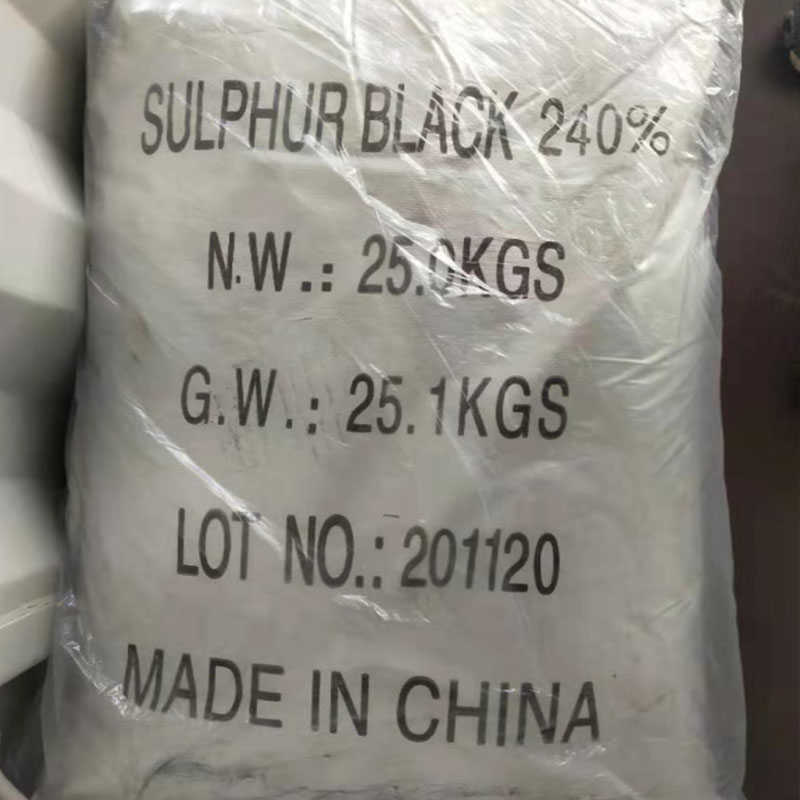 SULPHUR BLACK 240%
N.W.: 25.0KGS
G.W.: 25.1KGS
LOT NO.: 201120
MADE IN CHINA